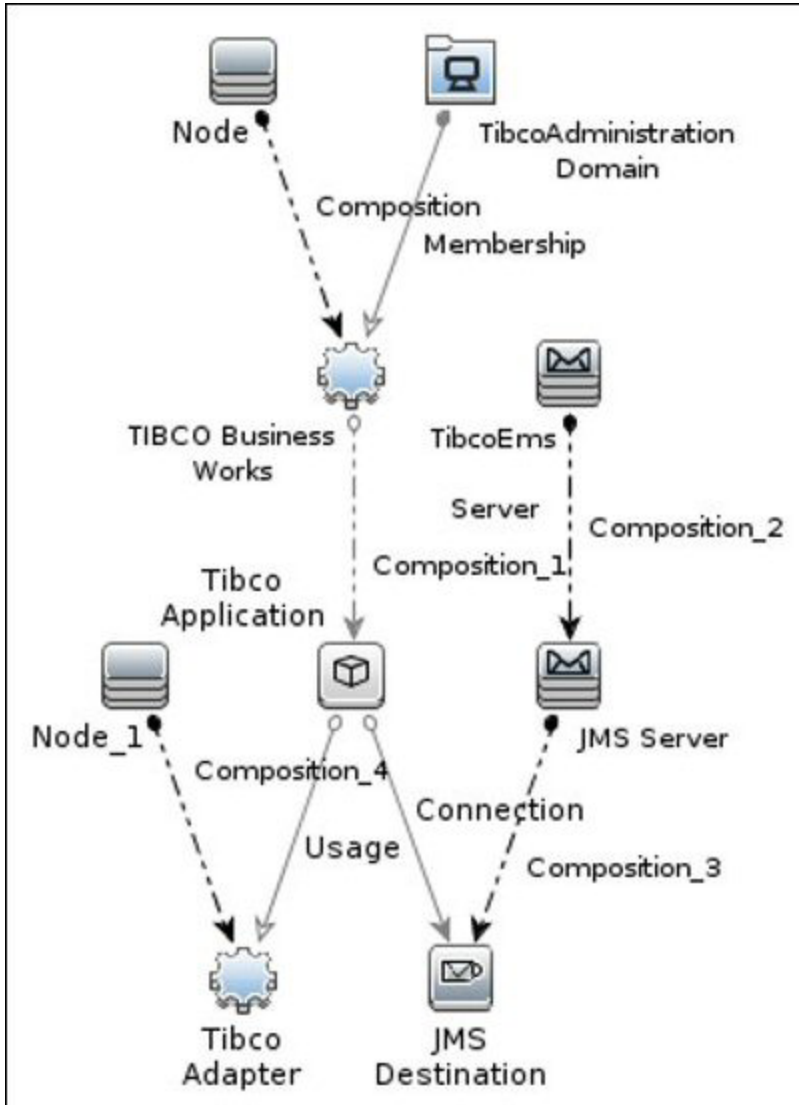 Node
TibcoAdministration
Domain
Composition
Membership
TIBCO Business
Works
TibcoEms
Server
Composition_2
Composition_1
Tibco
Application
Node_1
JMS Server
Composition_4
Connection
Usage
Composition_3
Tibco
Adapter
JMS
Destination